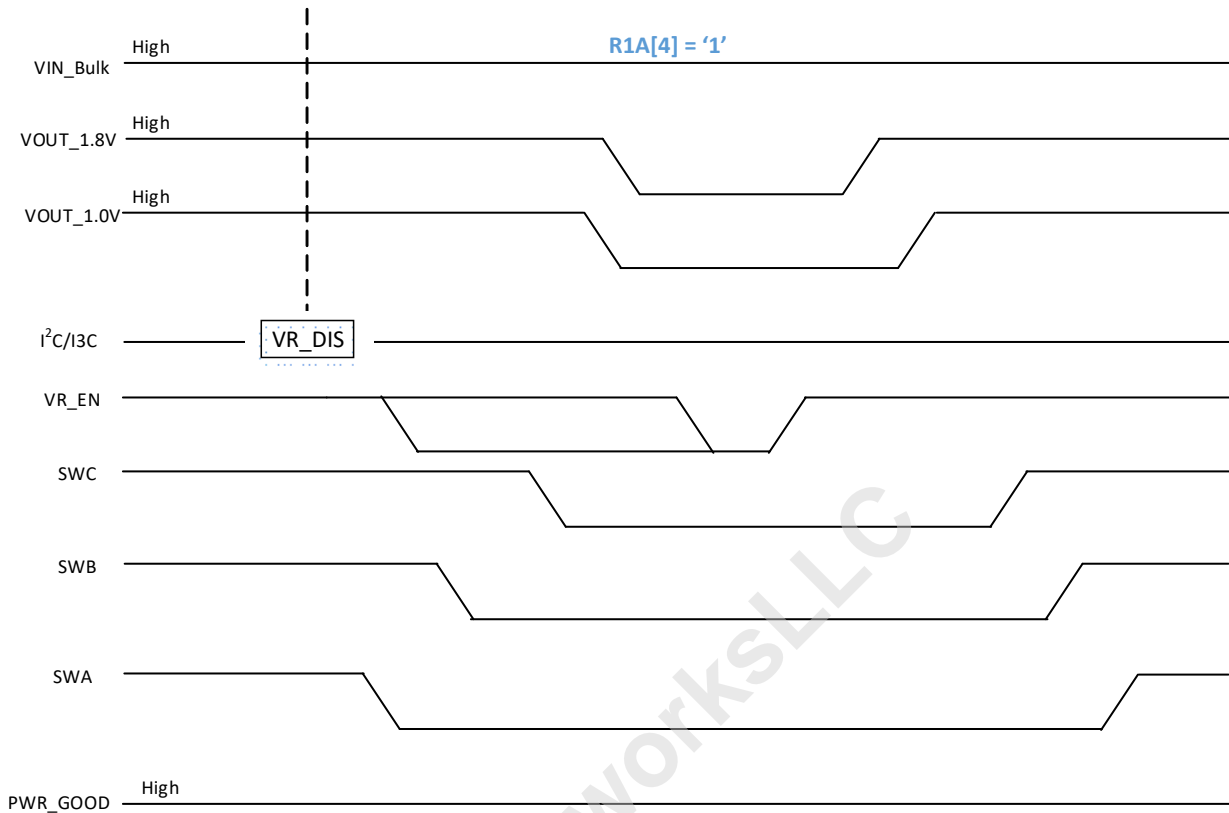 High
R1A[4] = ‘1’
VIN_Bulk
High
VOUT_1.8V
High
VOUT_1.0V
I²C/I3C
VR_DIS
VR_EN
SWC
SWB
SWA
High
PWR_GOOD
worksLLC